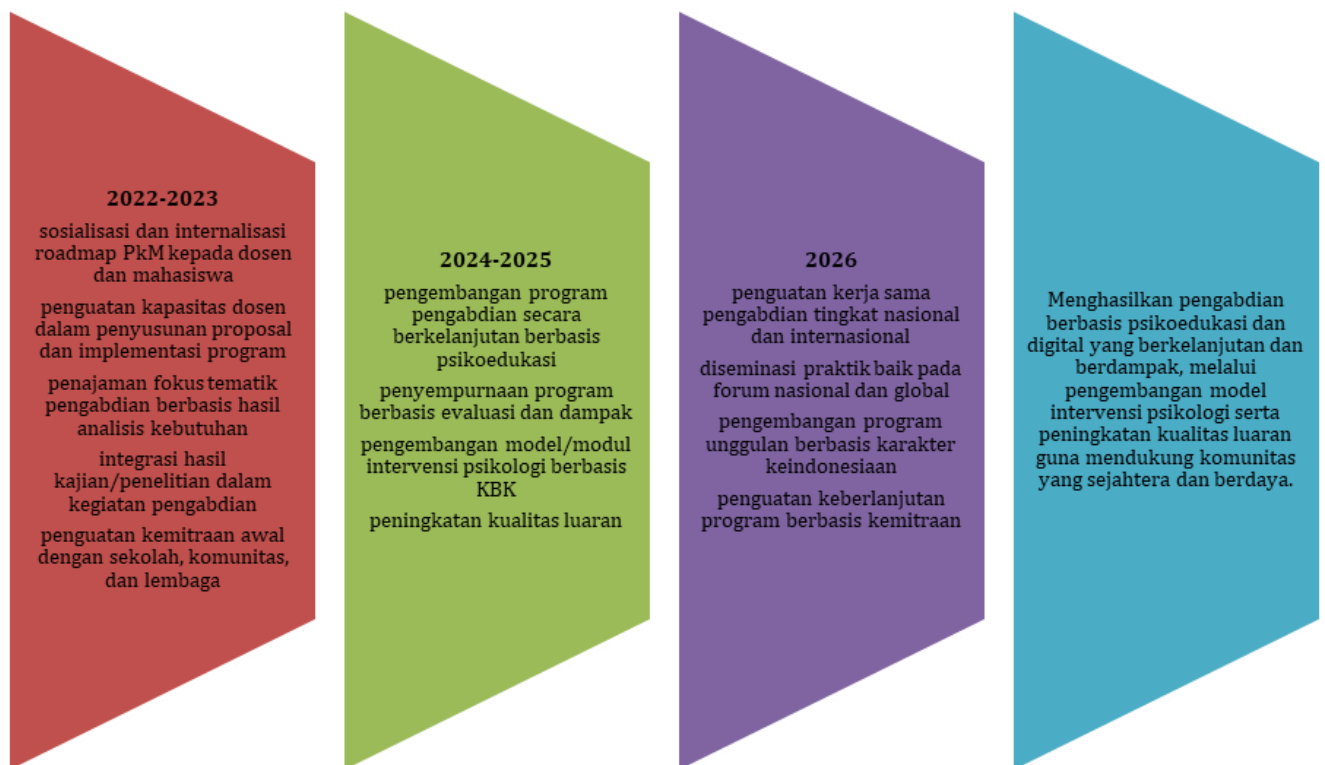 2022-2023
sosialisasi dan internalisasi
roadmap PkM kepada dosen
dan mahasiswa
penguatan kapasitas dosen
dalam penyusunan proposal
dan implementasi program
penajaman fokus tematik
pengabdian berbasis hasil
analisis kebutuhan
integrasi hasil
kajian/penelitian dalam
kegiatan pengabdian
penguatan kemitraan awal
dengan sekolah, komunitas,
dan lembaga
2024-2025
pengembangan program
pengabdian secara
berkelanjutan berbasis
psikoedukasi
penyempurnaan program
berbasis evaluasi dan dampak
pengembangan model/modul
intervensi psikologi berbasis
KBK
peningkatan kualitas luaran
2026
penguatan kerja sama
pengabdian tingkat nasional
dan internasional
diseminasi praktik baik pada
forum nasional dan global
pengembangan program
unggulan berbasis karakter
keindonesiaan
penguatan keberlanjutan
program berbasis kemitraan
Menghasilkan pengabdian
berbasis psikoedukasi dan
digital yang berkelanjutan dan
berdampak, melalui
pengembangan model
intervensi psikologi serta
peningkatan kualitas luaran
guna mendukung komunitas
yang sejahtera dan berdaya.